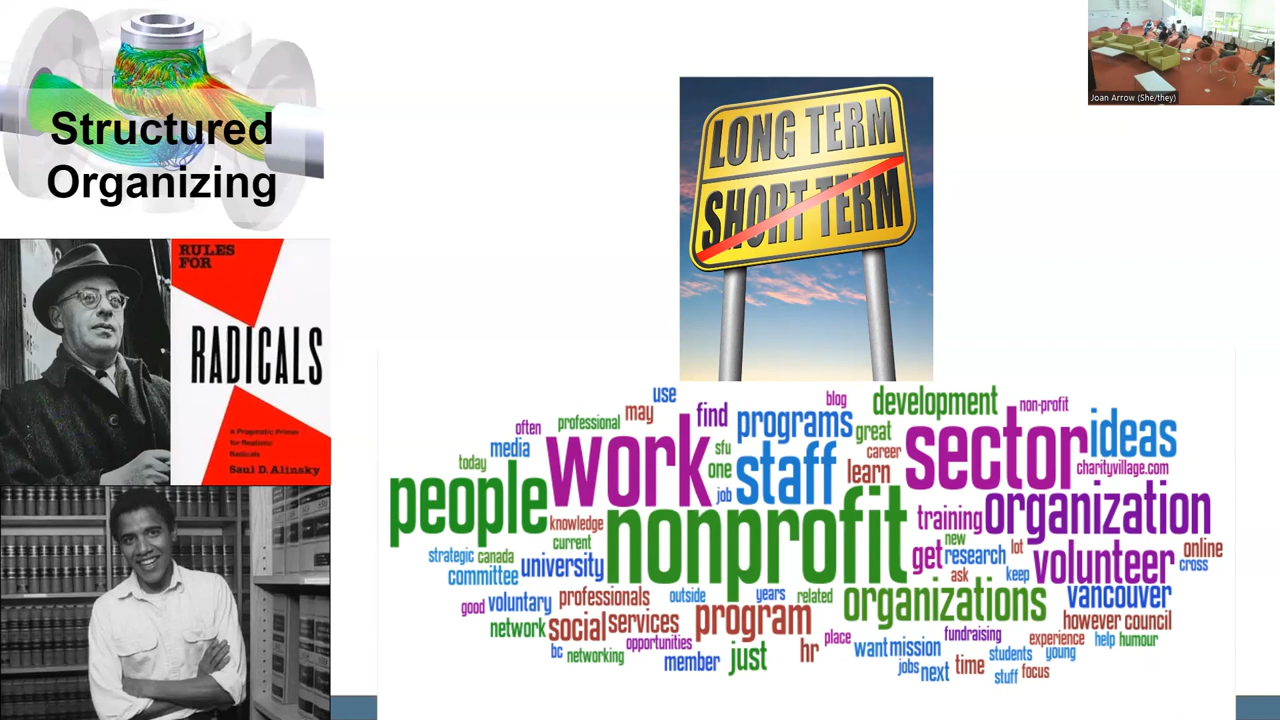 Structured
Organizing
RULES
FOR
RADICALS
A Pragmatic Primer
for Realistic
Radicals
Saul D. Alinsky
LONG TERM
SHORT TERM
Joan Arrow (She/they)
use
blog
development
non-profit
may
find
programs
often
professional
great
sector
ideas
media
work
sfu
career
today
one
staff
learn
charityvillage.com
people
job
knowledge
nonprofit
training
organization
current
new
strategic
canada
university
get
research
lot
volunteer
online
cross
committee
ask
keep
good
voluntary
professionals
outside
years
related
organizations
vancouver
network
social
services
program
however
council
bc
networking
opportunities
place
want
mission
fundraising
experience
help
humour
member
just
hr
jobs
next
time
students
young
stuff
focus